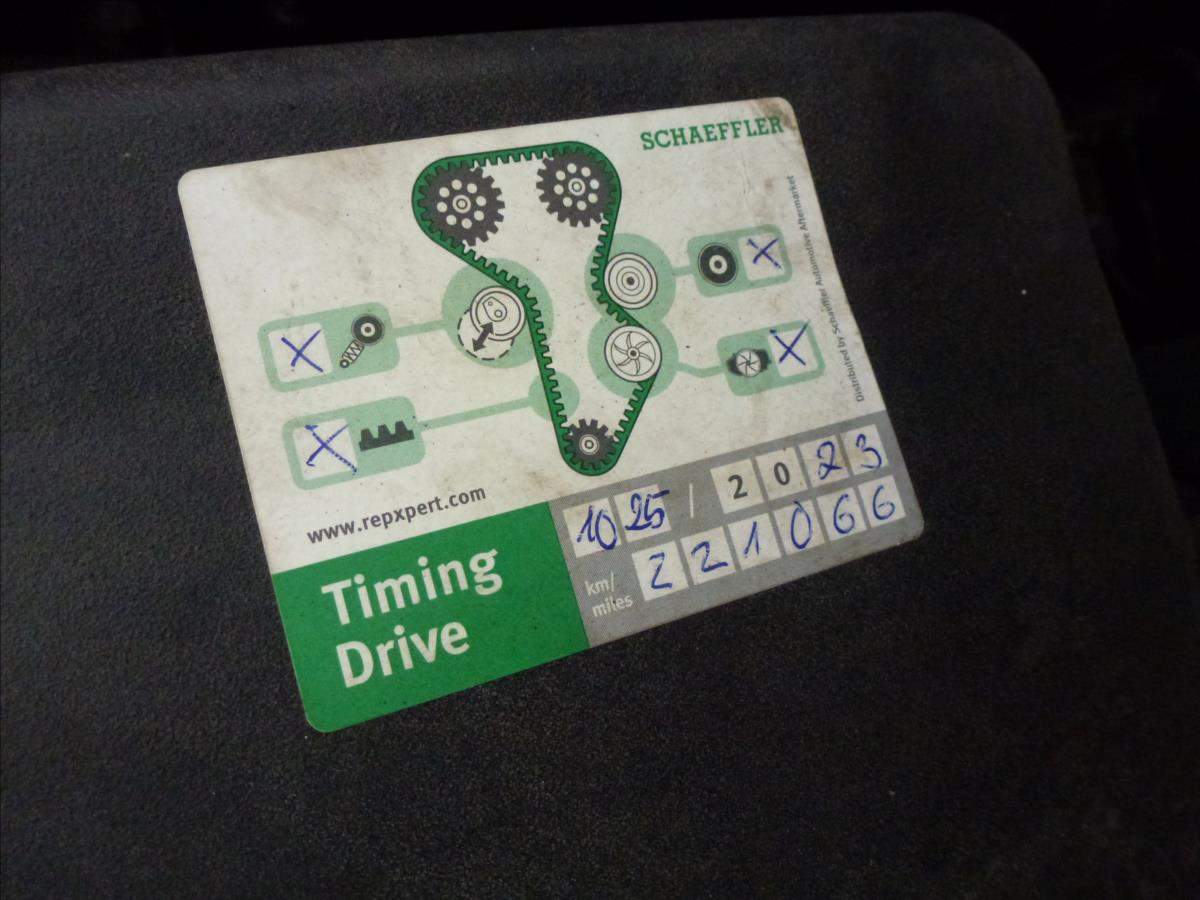 SCHAEFFLER
X
X
X
X
Distributed by Schaeffler Automotive Aftermarket
www.repxpert.com
10 25 / 2023
km/
miles
221066
Timing
Drive